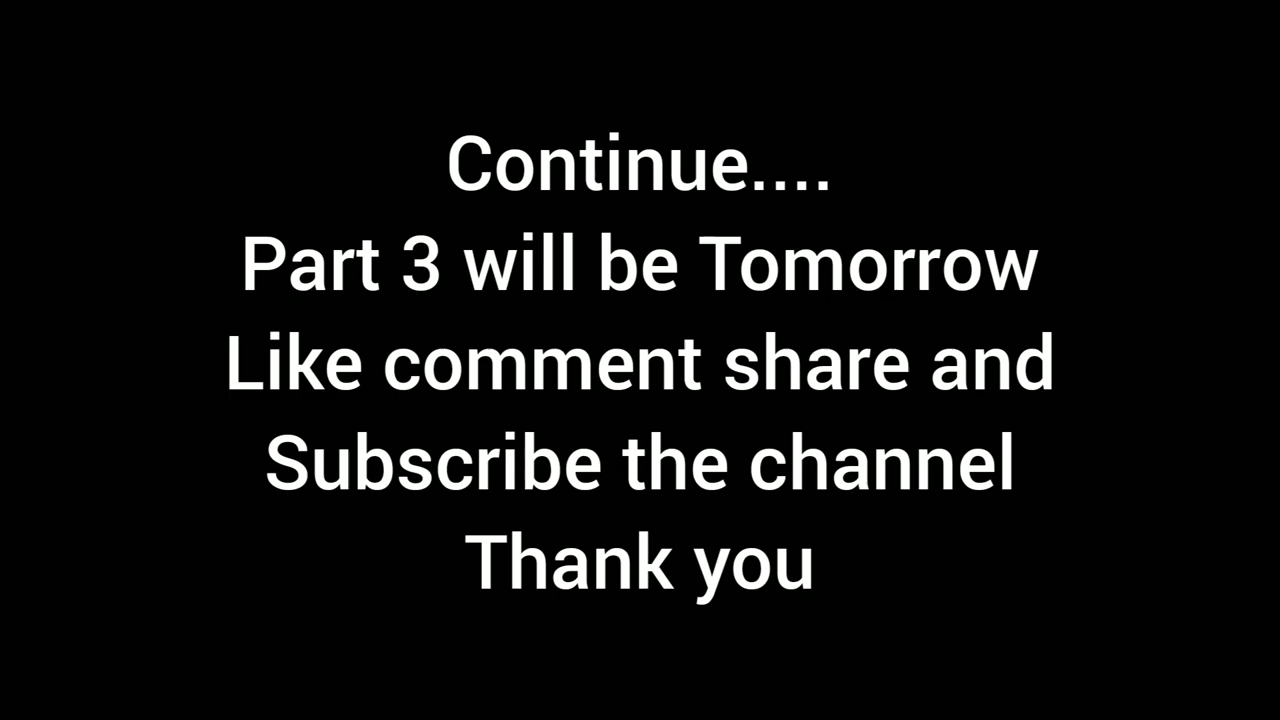 Continue....
Part 3 will be Tomorrow
Like comment share and
Subscribe the channel
Thank you